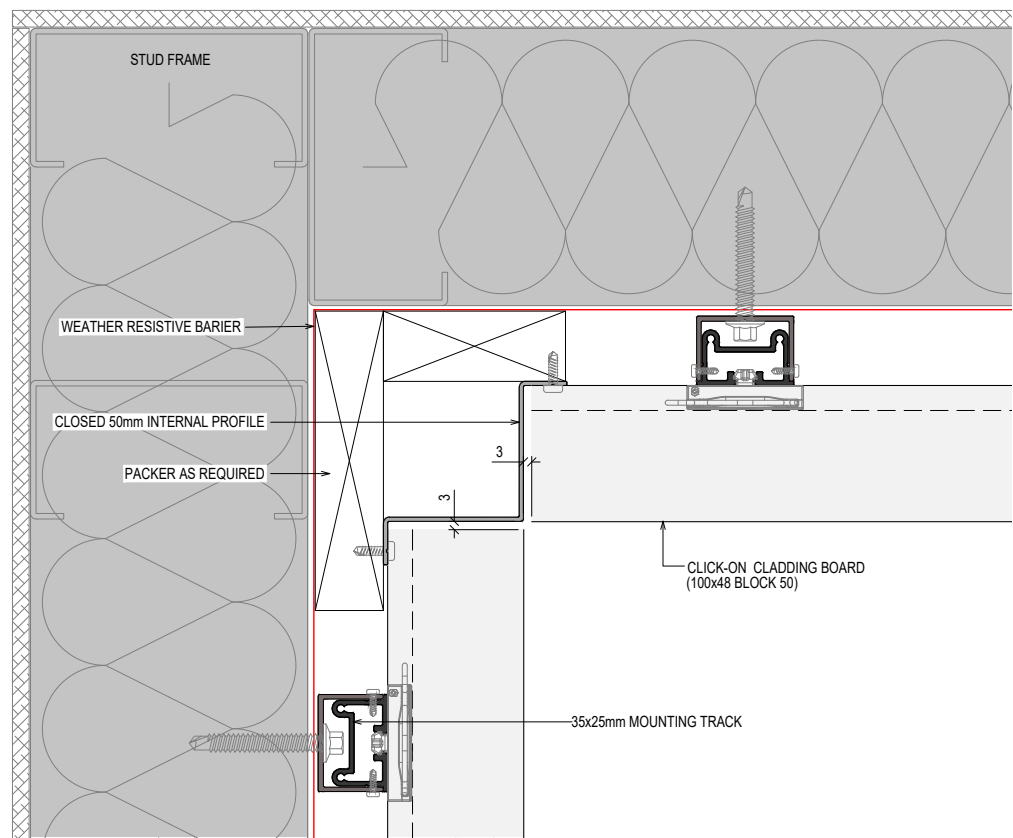 STUD FRAME
WEATHER RESISTIVE BARIER
CLOSED 50mm INTERNAL PROFILE
PACKER AS REQUIRED
3
3
CLICK-ON CLADDING BOARD
(100x48 BLOCK 50)
35x25mm MOUNTING TRACK